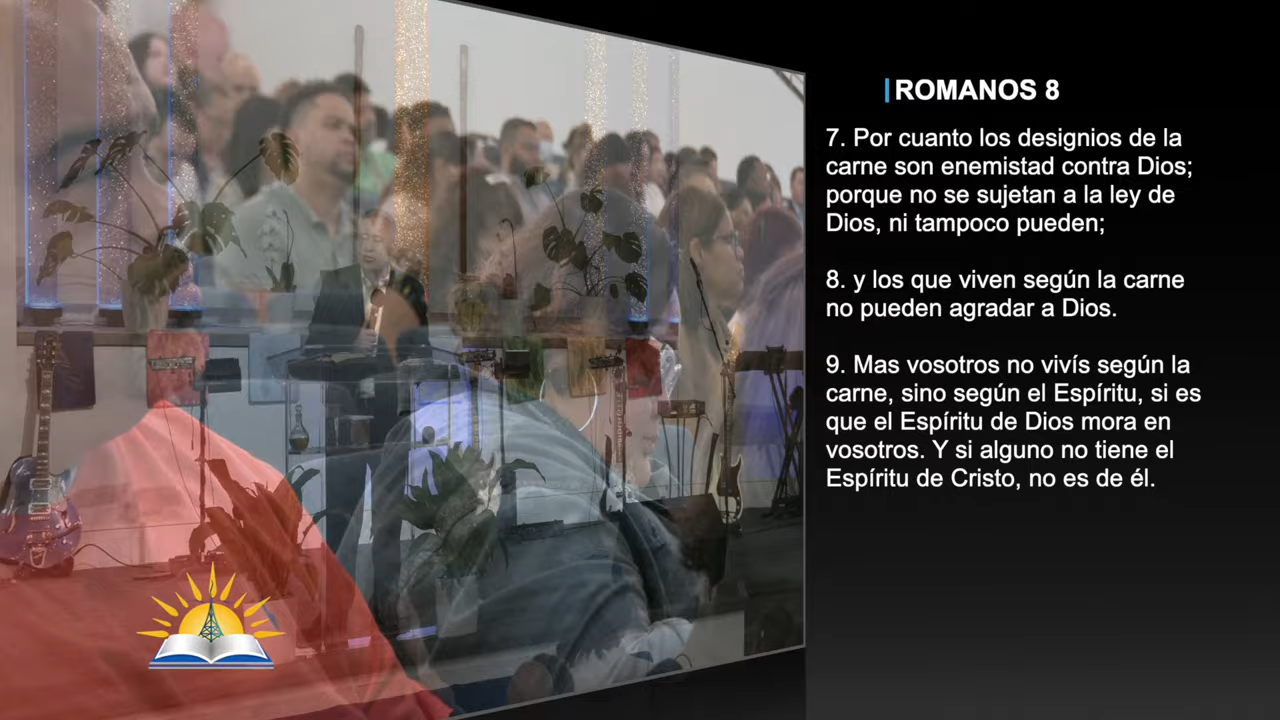 ROMANOS 8
7. Por cuanto los designios de la
carne son enemistad contra Dios;
porque no se sujetan a la ley de
Dios, ni tampoco pueden;
8. y los que viven según la carne
no pueden agradar a Dios.
9. Mas vosotros no vivís según la
carne, sino según el Espíritu, si es
que el Espíritu de Dios mora en
vosotros. Y si alguno no tiene el
Espíritu de Cristo, no es de él.